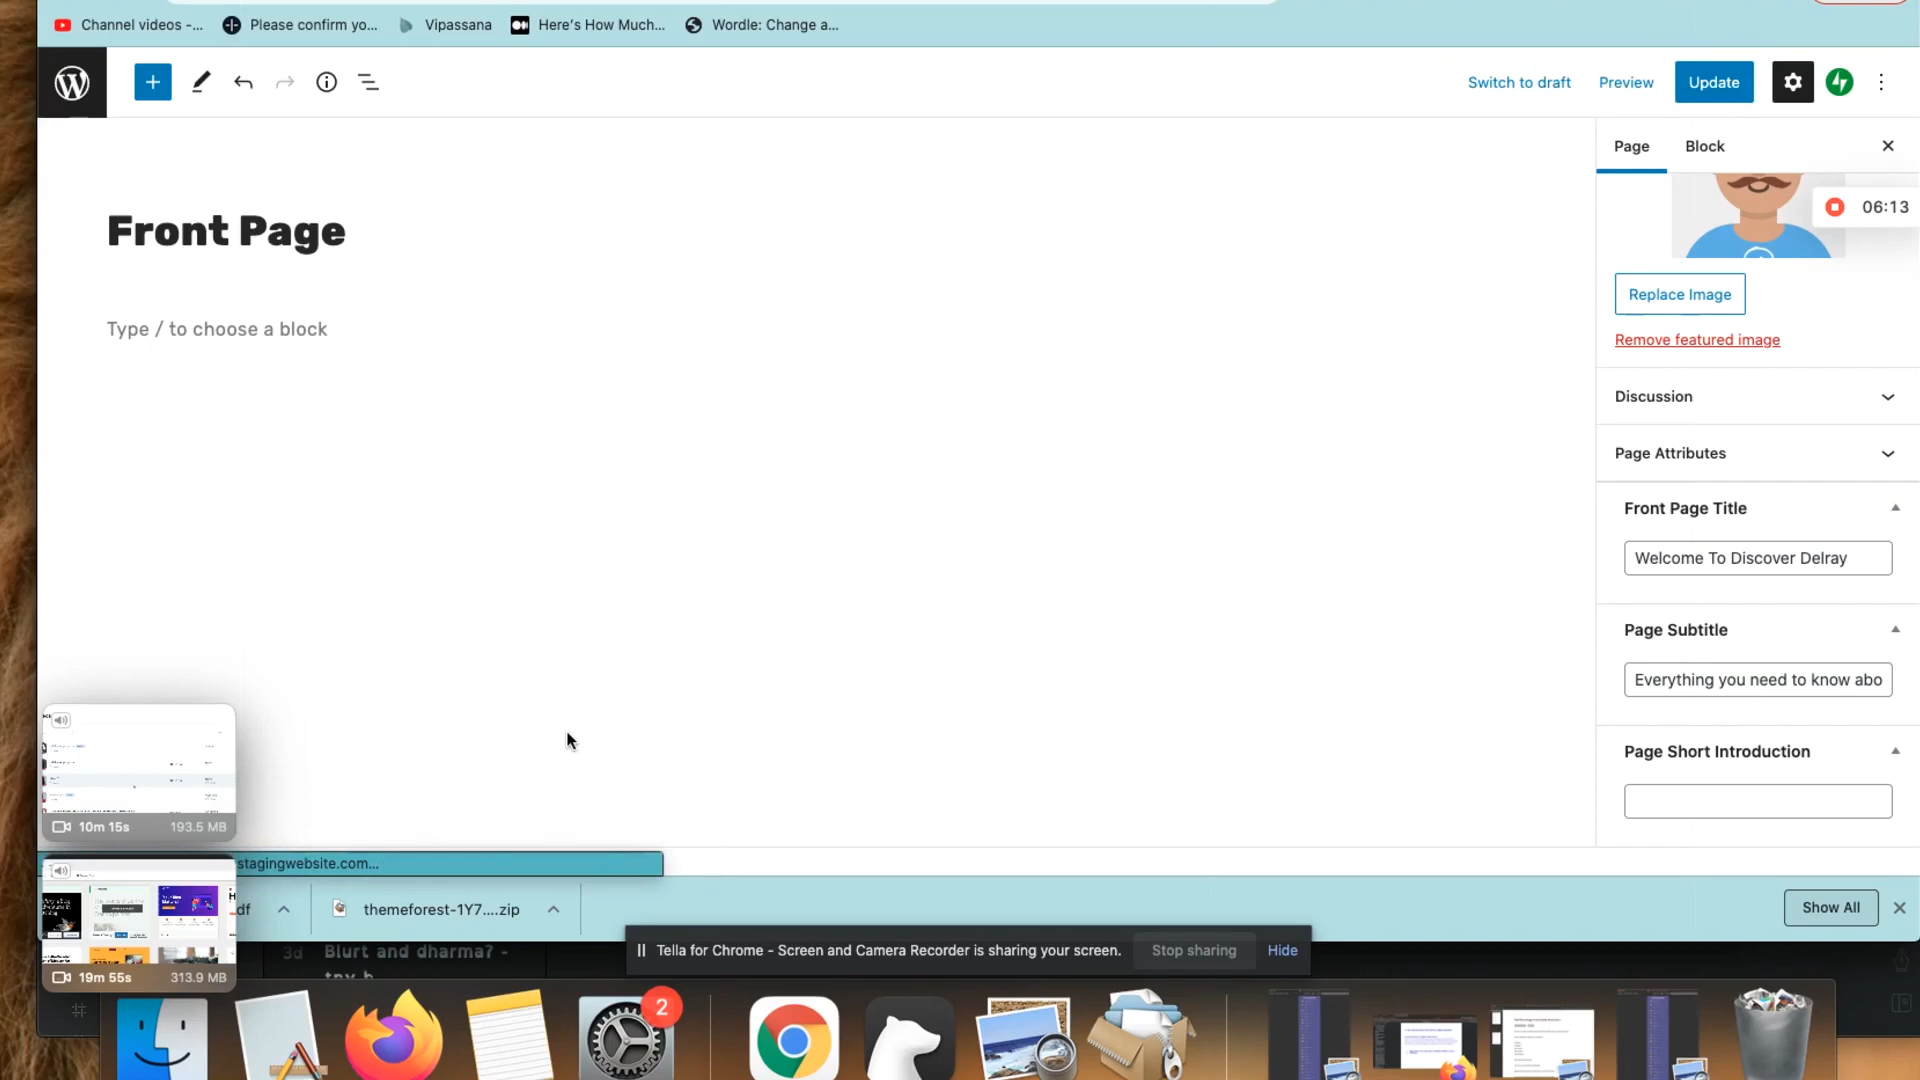 Channel videos -...
Please confirm yo...
Vipassana
Here's How Much...
Wordle: Change a...
Switch to draft
Preview
Update
Page
Block
06:13
Front Page
Type / to choose a block
Replace Image
Remove featured image
Discussion
Page Attributes
Front Page Title
Welcome To Discover Delray
Page Subtitle
Everything you need to know abo
Page Short Introduction
10m 15s
193.5 MB
stagingwebsite.com...
df
themeforest-1Y7....zip
Show All
3d
Blurt and dharma? -
Tella for Chrome - Screen and Camera Recorder is sharing your screen.
Stop sharing
Hide
19m 55s
313.9 MB
2